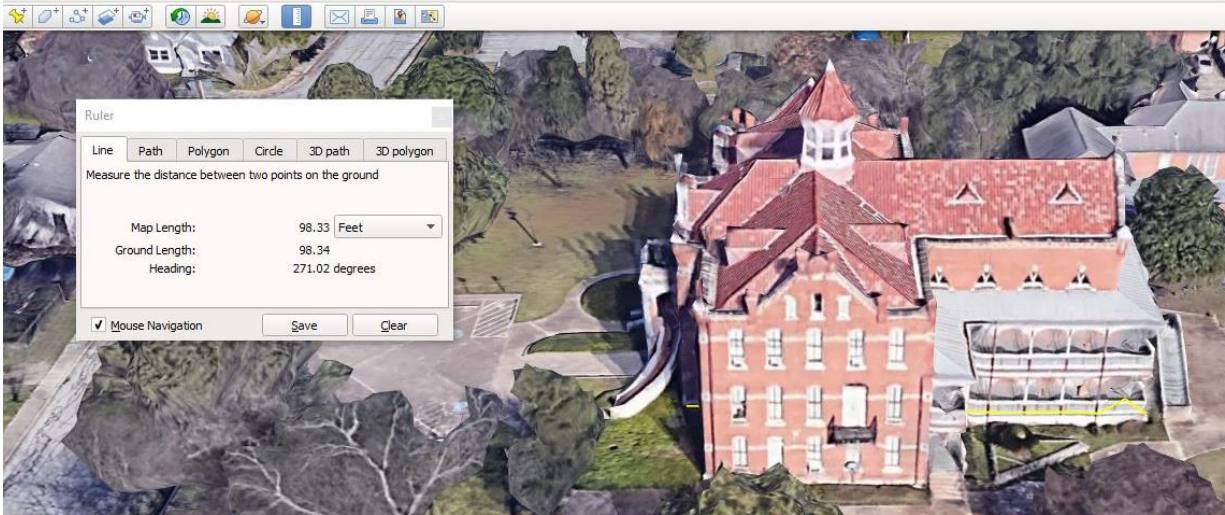 Ruler
Line Path Polygon Circle 3D path 3D polygon
Measure the distance between two points on the ground
Map Length: 98.33 Feet
Ground Length: 98.34
Heading: 271.02 degrees
Mouse Navigation Save Clear